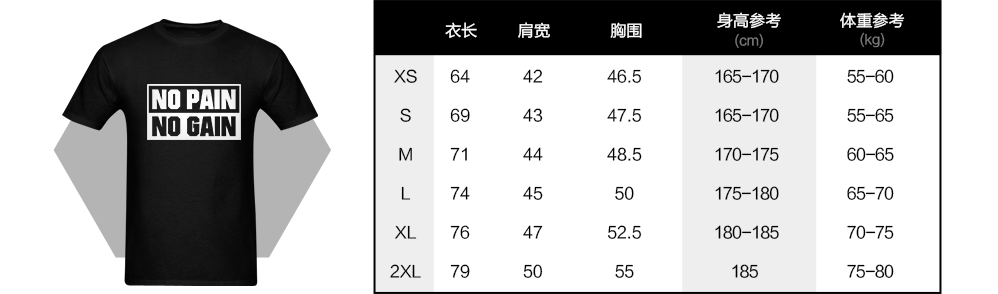 NO PAIN
NO GAIN
衣长 肩宽 胸围 身高参考 (cm) 体重参考 (kg)
XS 64 42 46.5 165-170 55-60
S 69 43 47.5 165-170 55-65
M 71 44 48.5 170-175 60-65
L 74 45 50 175-180 65-70
XL 76 47 52.5 180-185 70-75
2XL 79 50 55 185 75-80